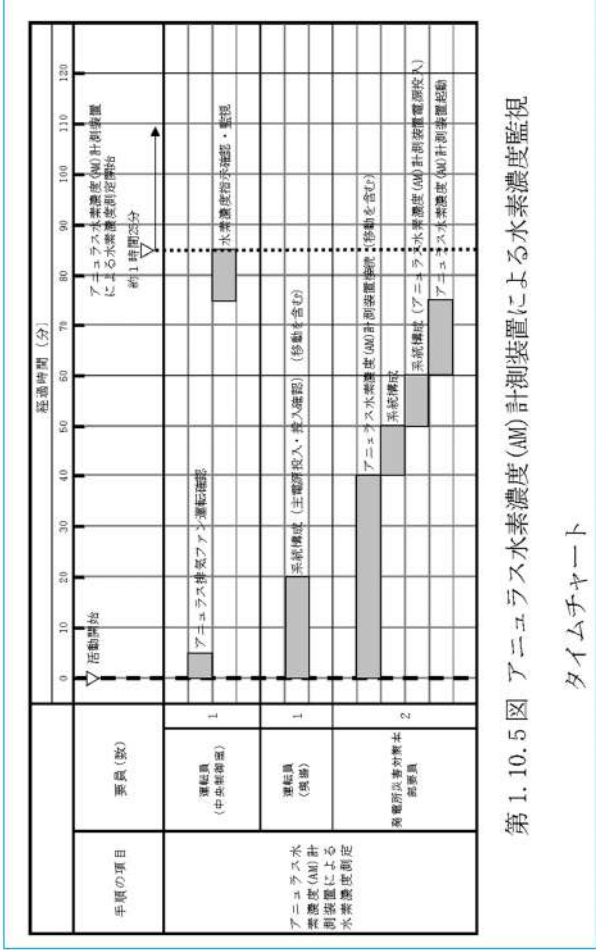 手順の項目
要員(数)
経過時間(分)
0
10
20
30
40
50
60
70
80
90
100
110
120
▽活動開始
アニュラス水素濃度(AM)計測装置
による水素濃度測定開始
約1時間25分
▽
アニュラス水
素濃度(AM)計
測装置による
水素濃度測定
運転員
(中央制御室)
1
アニュラス排気ファン運転確認
水素濃度指示確認・監視
運転員
(現場)
1
系統構成(主電源投入・投入確認)(移動を含む)
発電所災害対策本
部要員
2
アニュラス水素濃度(AM)計測装置接続(移動を含む)
系統構成
系統構成(アニュラス水素濃度(AM)計測装置電源投入)
アニュラス水素濃度(AM)計測装置起動
第1.10.5図 アニュラス水素濃度(AM)計測装置による水素濃度監視
タイムチャート